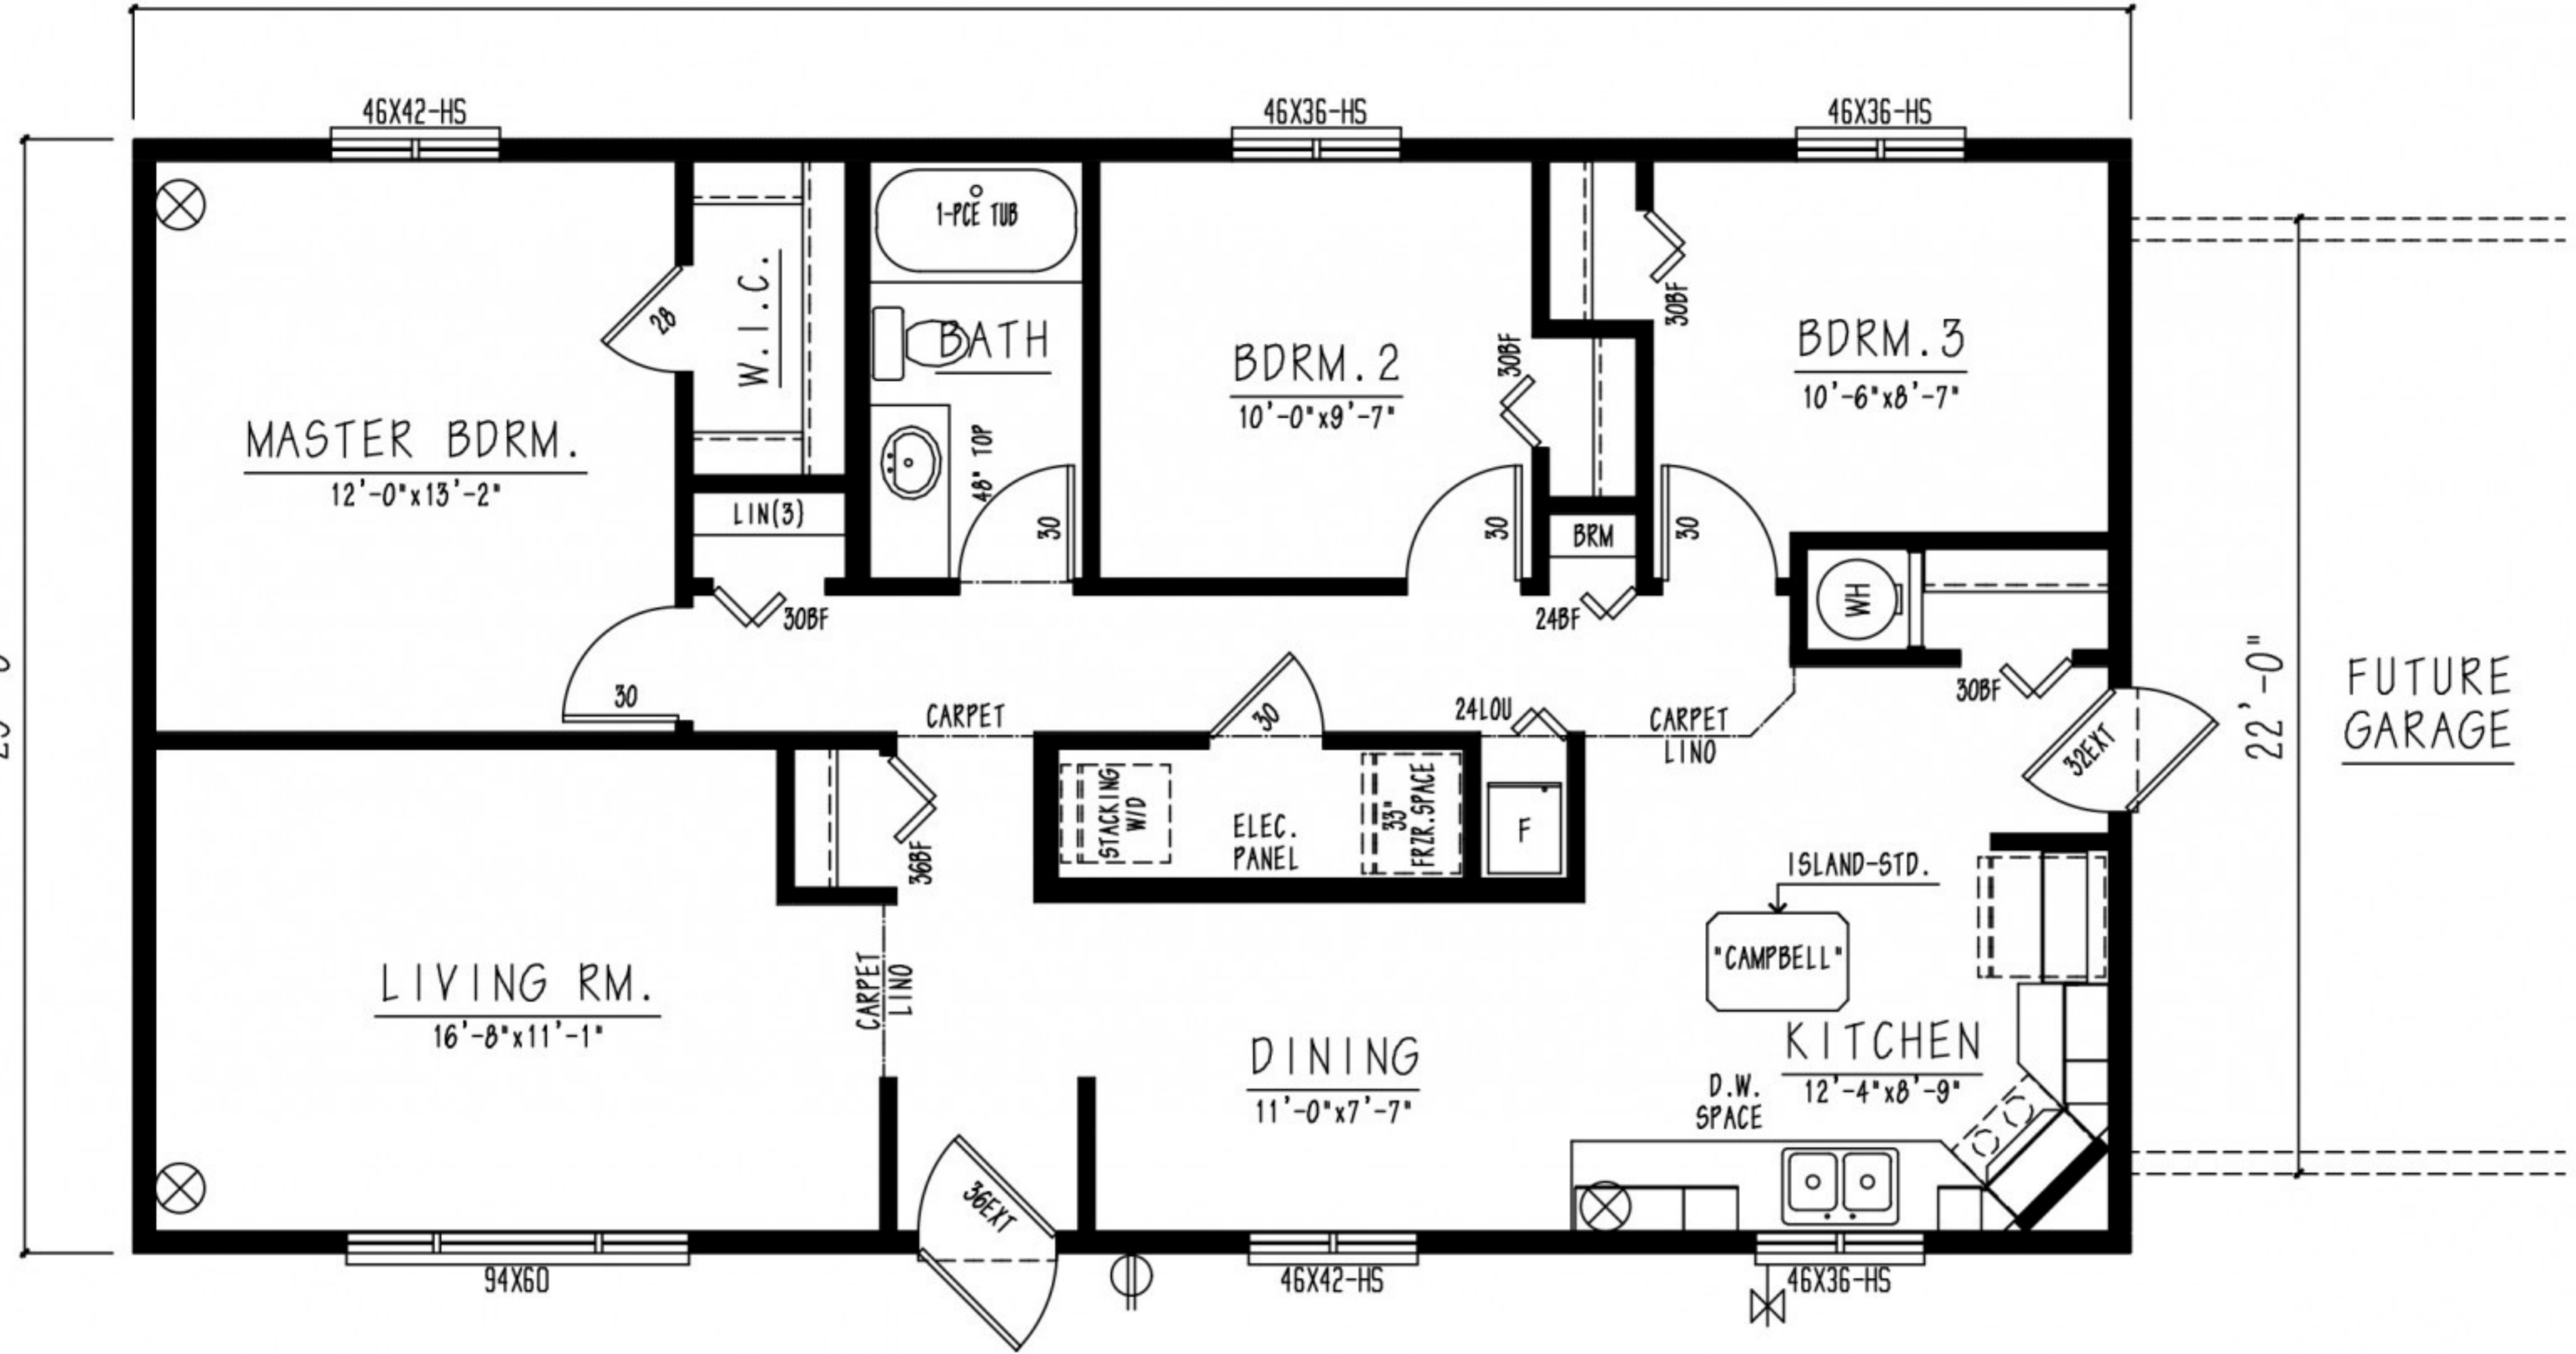 46X42-HS
46X36-HS
46X36-HS
1-PCE TUB
W.I.C.
28
BATH
30BF
BDRM.3
10'-6"x8'-7"
BDRM.2
10'-0"x9'-7"
30BF
MASTER BDRM.
12'-0"x13'-2"
48" TOP
LIN(3)
30
30
BRM
30
WH
30BF
24BF
30
30BF
CARPET
30
24LOU
CARPET
LINO
32EXT
22'-0"
FUTURE
GARAGE
STACKING
W/D
ELEC.
PANEL
33"
FRZR.SPACE
F
36BF
ISLAND-STD.
"CAMPBELL"
LIVING RM.
16'-8"x11'-1"
CARPET
LINO
DINING
11'-0"x7'-7"
KITCHEN
12'-4"x8'-9"
D.W.
SPACE
36EXT
94X60
46X42-HS
46X36-HS